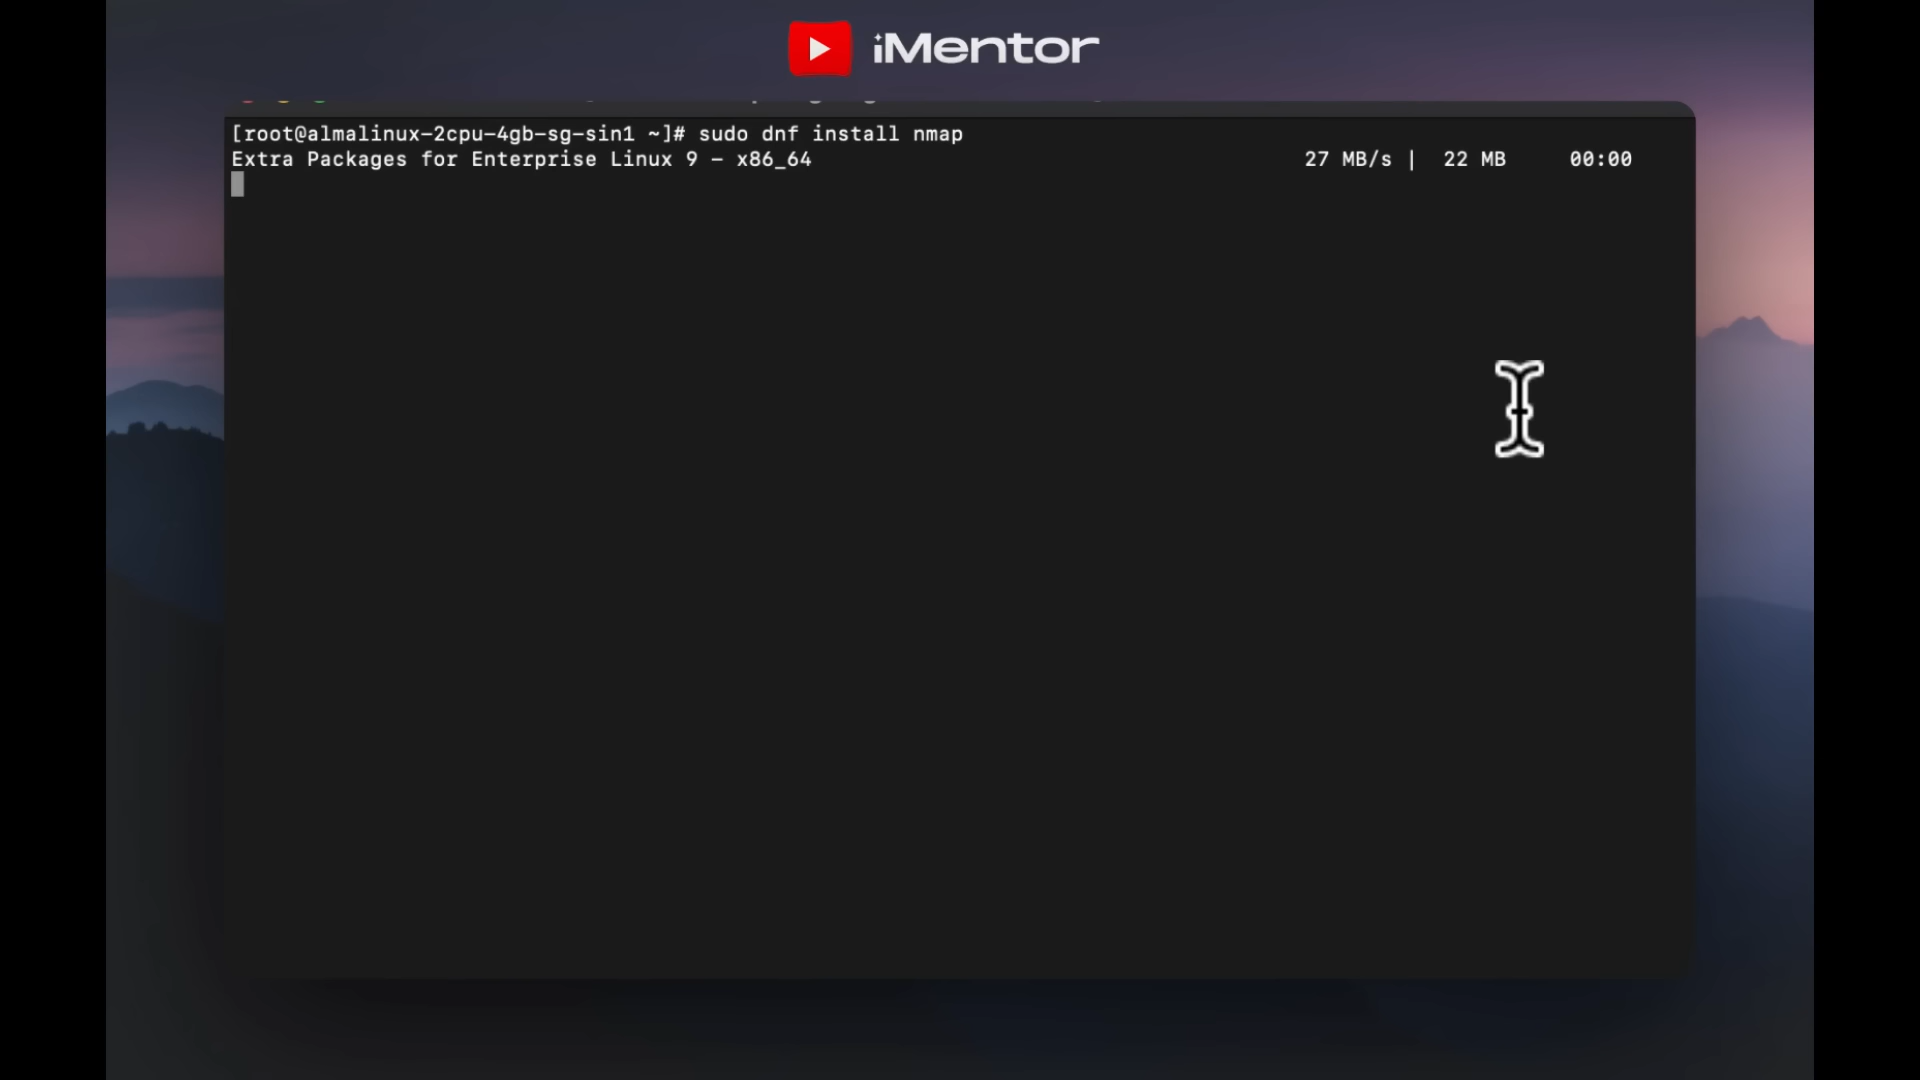 iMentor
[root@almalinux-2cpu-4gb-sg-sin1 ~]# sudo dnf install nmap
Extra Packages for Enterprise Linux 9 - x86_64 27 MB/s | 22 MB 00:00